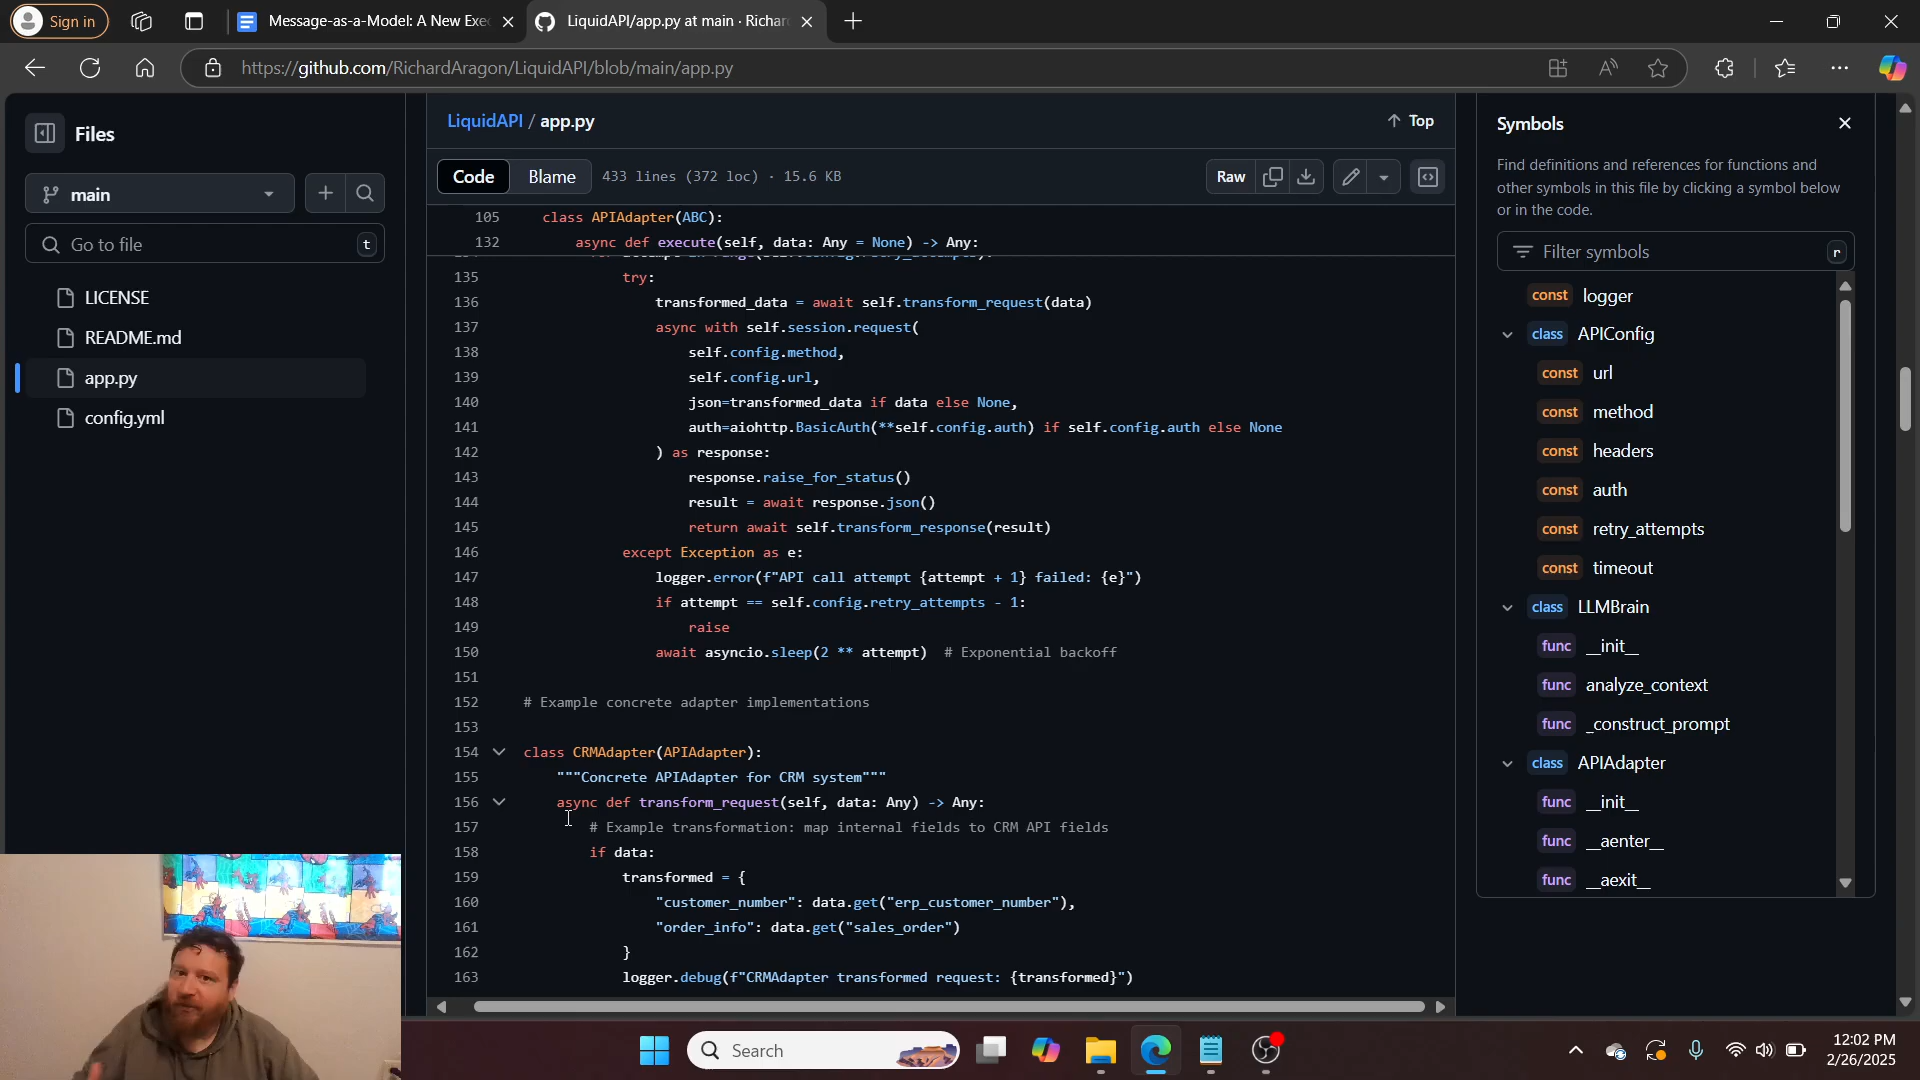 Sign in
Message-as-a-Model: A New Exe
LiquidAPI/app.py at main · Richar
https://github.com/RichardAragon/LiquidAPI/blob/main/app.py
Files
main
Go to file
t
LICENSE
README.md
app.py
config.yml
LiquidAPI / app.py
Top
Code
Blame
433 lines (372 loc) · 15.6 KB
Raw
105 class APIAdapter(ABC):
132 async def execute(self, data: Any = None) -> Any:
135 try:
136 transformed_data = await self.transform_request(data)
137 async with self.session.request(
138 self.config.method,
139 self.config.url,
140 json=transformed_data if data else None,
141 auth=aiohttp.BasicAuth(**self.config.auth) if self.config.auth else None
142 ) as response:
143 response.raise_for_status()
144 result = await response.json()
145 return await self.transform_response(result)
146 except Exception as e:
147 logger.error(f"API call attempt {attempt + 1} failed: {e}")
148 if attempt == self.config.retry_attempts - 1:
149 raise
150 await asyncio.sleep(2 ** attempt) # Exponential backoff
151
152 # Example concrete adapter implementations
153
154 class CRMAdapter(APIAdapter):
155 """Concrete APIAdapter for CRM system"""
156 async def transform_request(self, data: Any) -> Any:
157 # Example transformation: map internal fields to CRM API fields
158 if data:
159 transformed = {
160 "customer_number": data.get("erp_customer_number"),
161 "order_info": data.get("sales_order")
162 }
163 logger.debug(f"CRMAdapter transformed request: {transformed}")
Symbols
Find definitions and references for functions and
other symbols in this file by clicking a symbol below
or in the code.
Filter symbols
r
const logger
class APIConfig
const url
const method
const headers
const auth
const retry_attempts
const timeout
class LLMBrain
func __init__
func analyze_context
func _construct_prompt
class APIAdapter
func __init__
func __aenter__
func __aexit__
Search
12:02 PM
2/26/2025